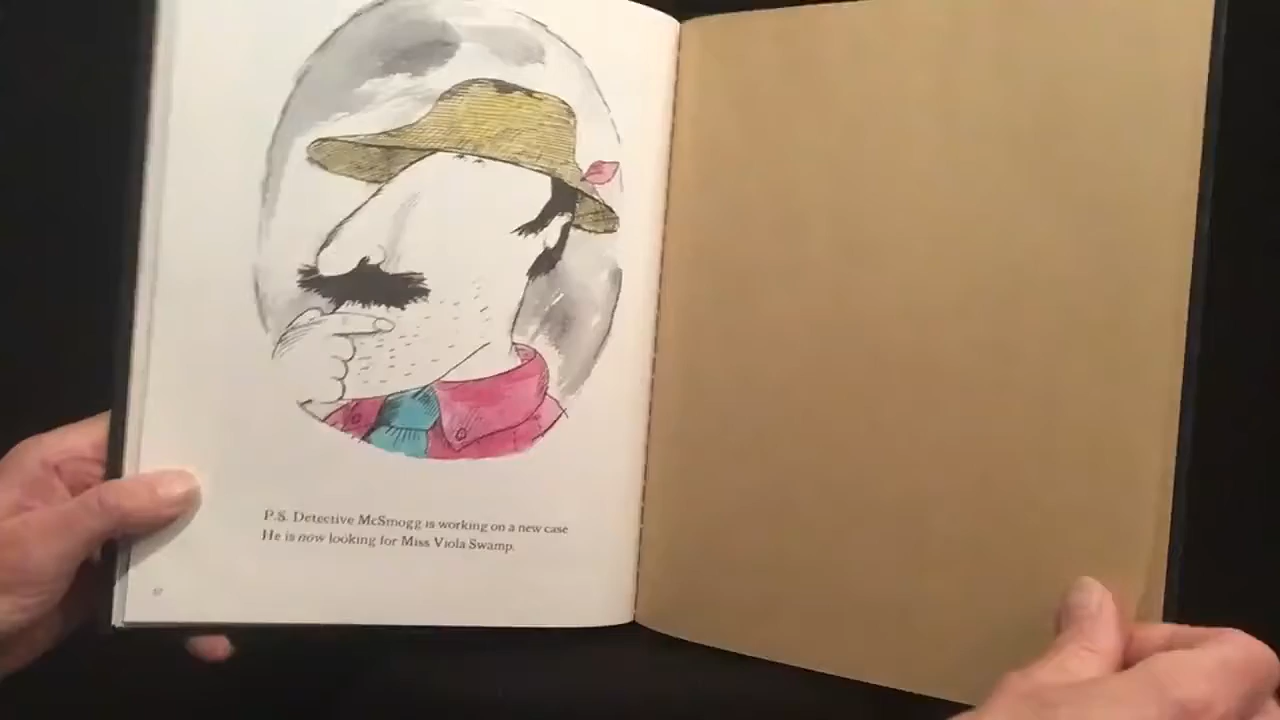 P.S. Detective McSmogg is working on a new case
He is now looking for Miss Viola Swamp.